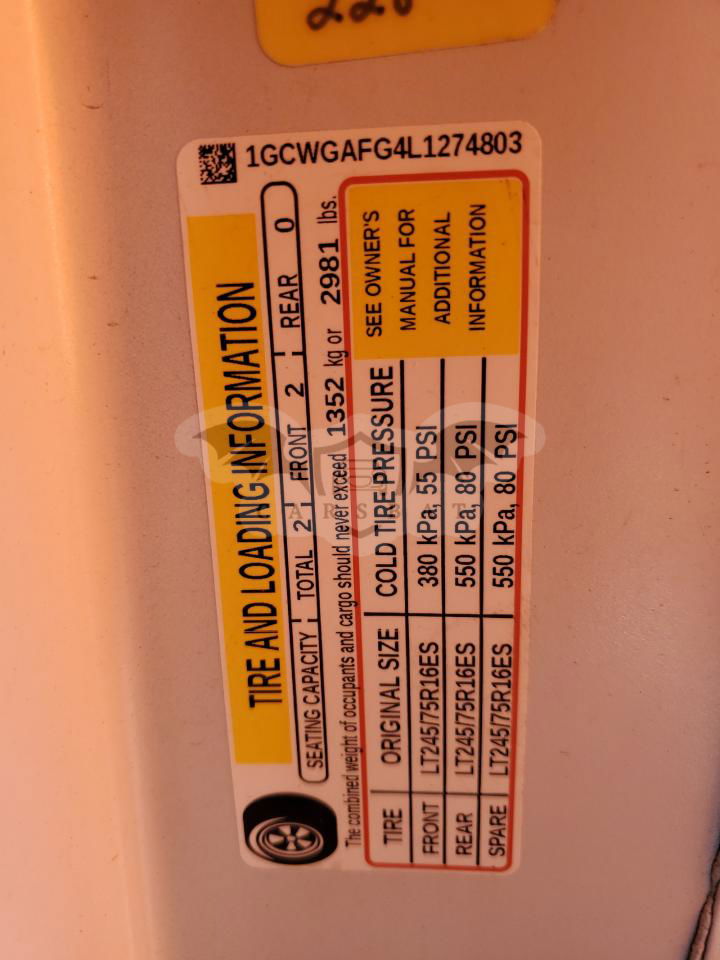 220
1GCWGAFG4L1274803
TIRE AND LOADING INFORMATION
SEATING CAPACITY TOTAL 2 FRONT 2 REAR 0
The combined weight of occupants and cargo should never exceed 1352 kg or 2981 lbs.
TIRE ORIGINAL SIZE COLD TIRE PRESSURE
FRONT LT245/75R16ES 380 kPa, 55 PSI
REAR LT245/75R16ES 550 kPa, 80 PSI
SPARE LT245/75R16ES 550 kPa, 80 PSI
SEE OWNER'S
MANUAL FOR
ADDITIONAL
INFORMATION
CARSBAT